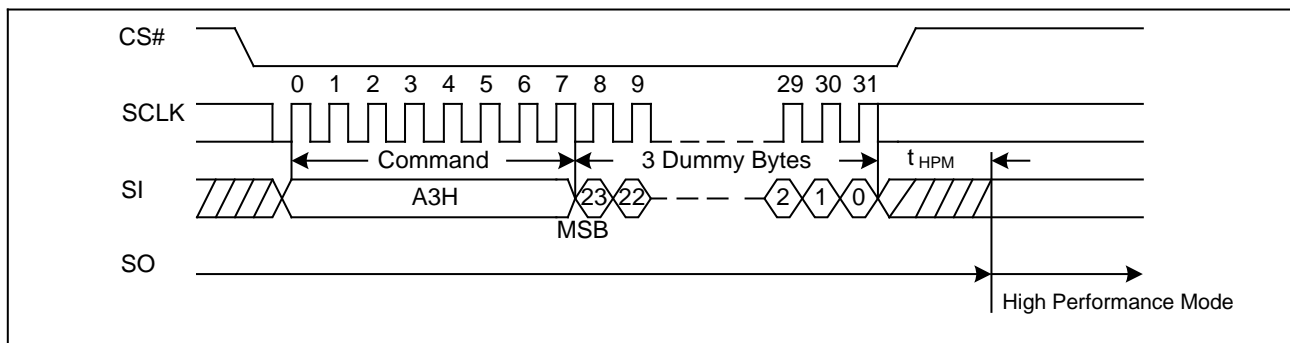 CS#
0 1 2 3 4 5 6 7 8 9 29 30 31
SCLK
Command 3 Dummy Bytes t HPM
SI A3H 23 22 2 1 0
MSB
SO
High Performance Mode